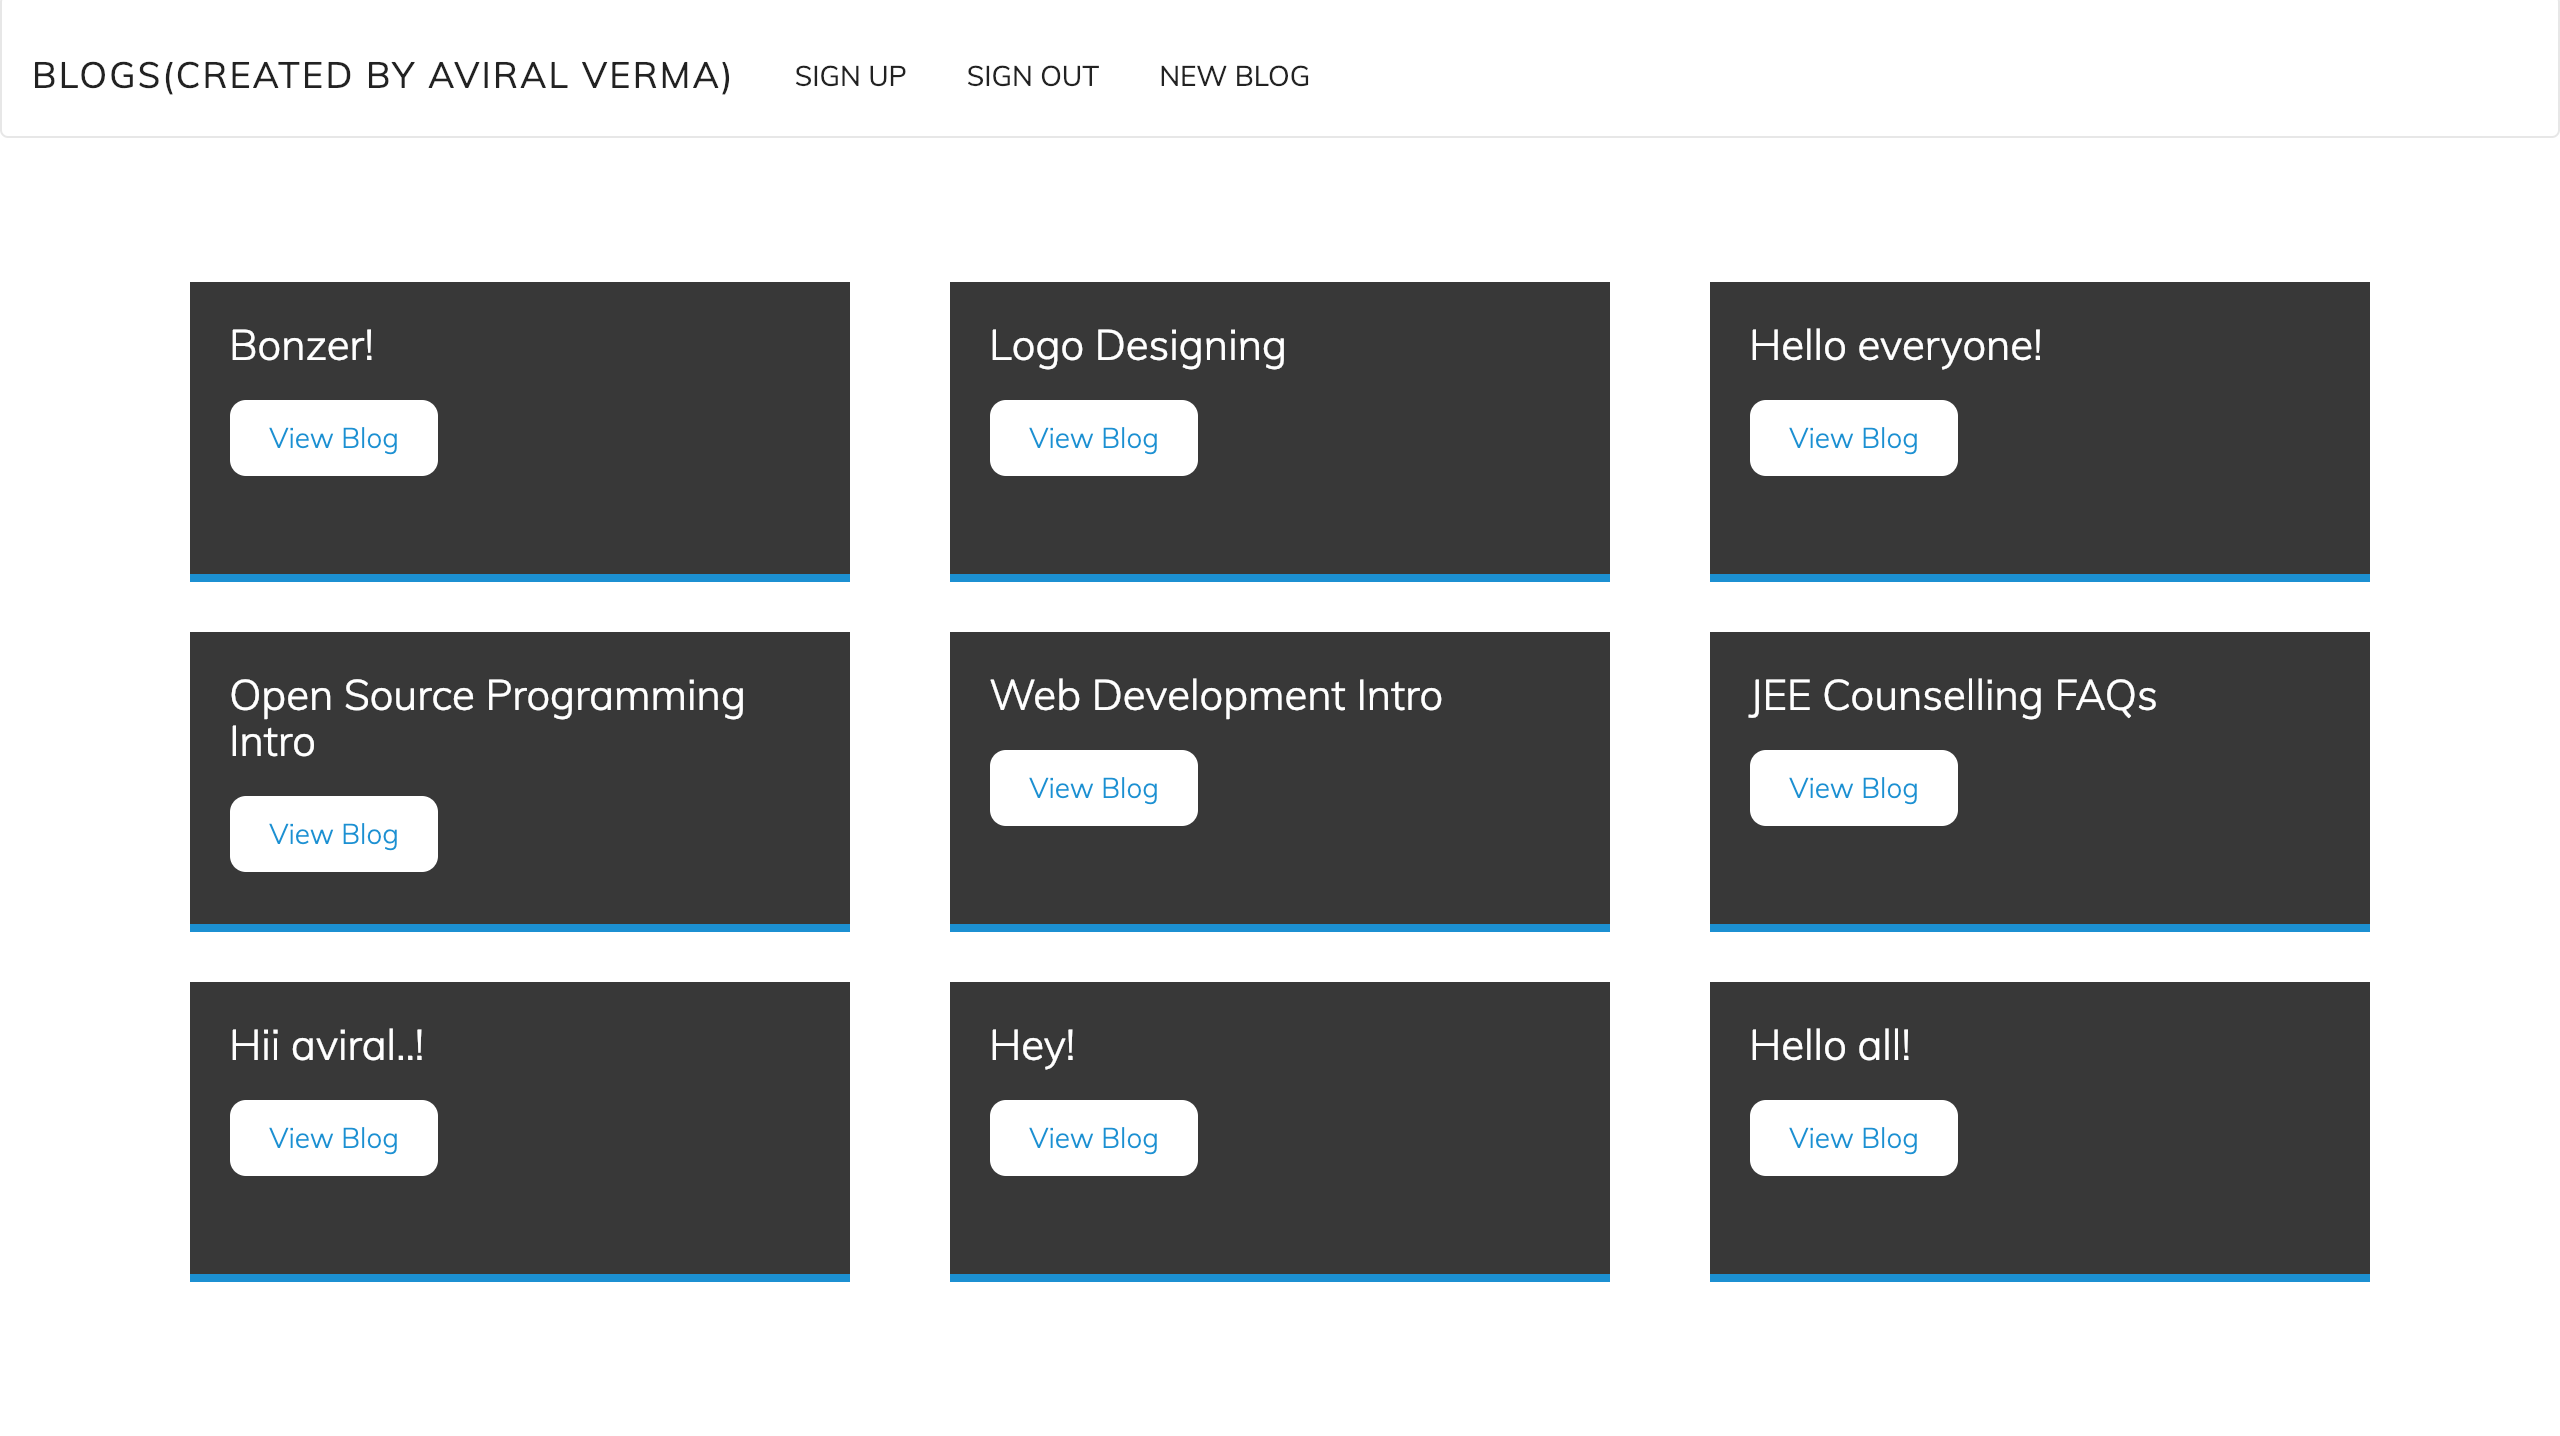 BLOGS(CREATED BY AVIRAL VERMA) SIGN UP SIGN OUT NEW BLOG
Bonzer!
View Blog
Logo Designing
View Blog
Hello everyone!
View Blog
Open Source Programming
Intro
View Blog
Web Development Intro
View Blog
JEE Counselling FAQs
View Blog
Hii aviral..!
View Blog
Hey!
View Blog
Hello all!
View Blog